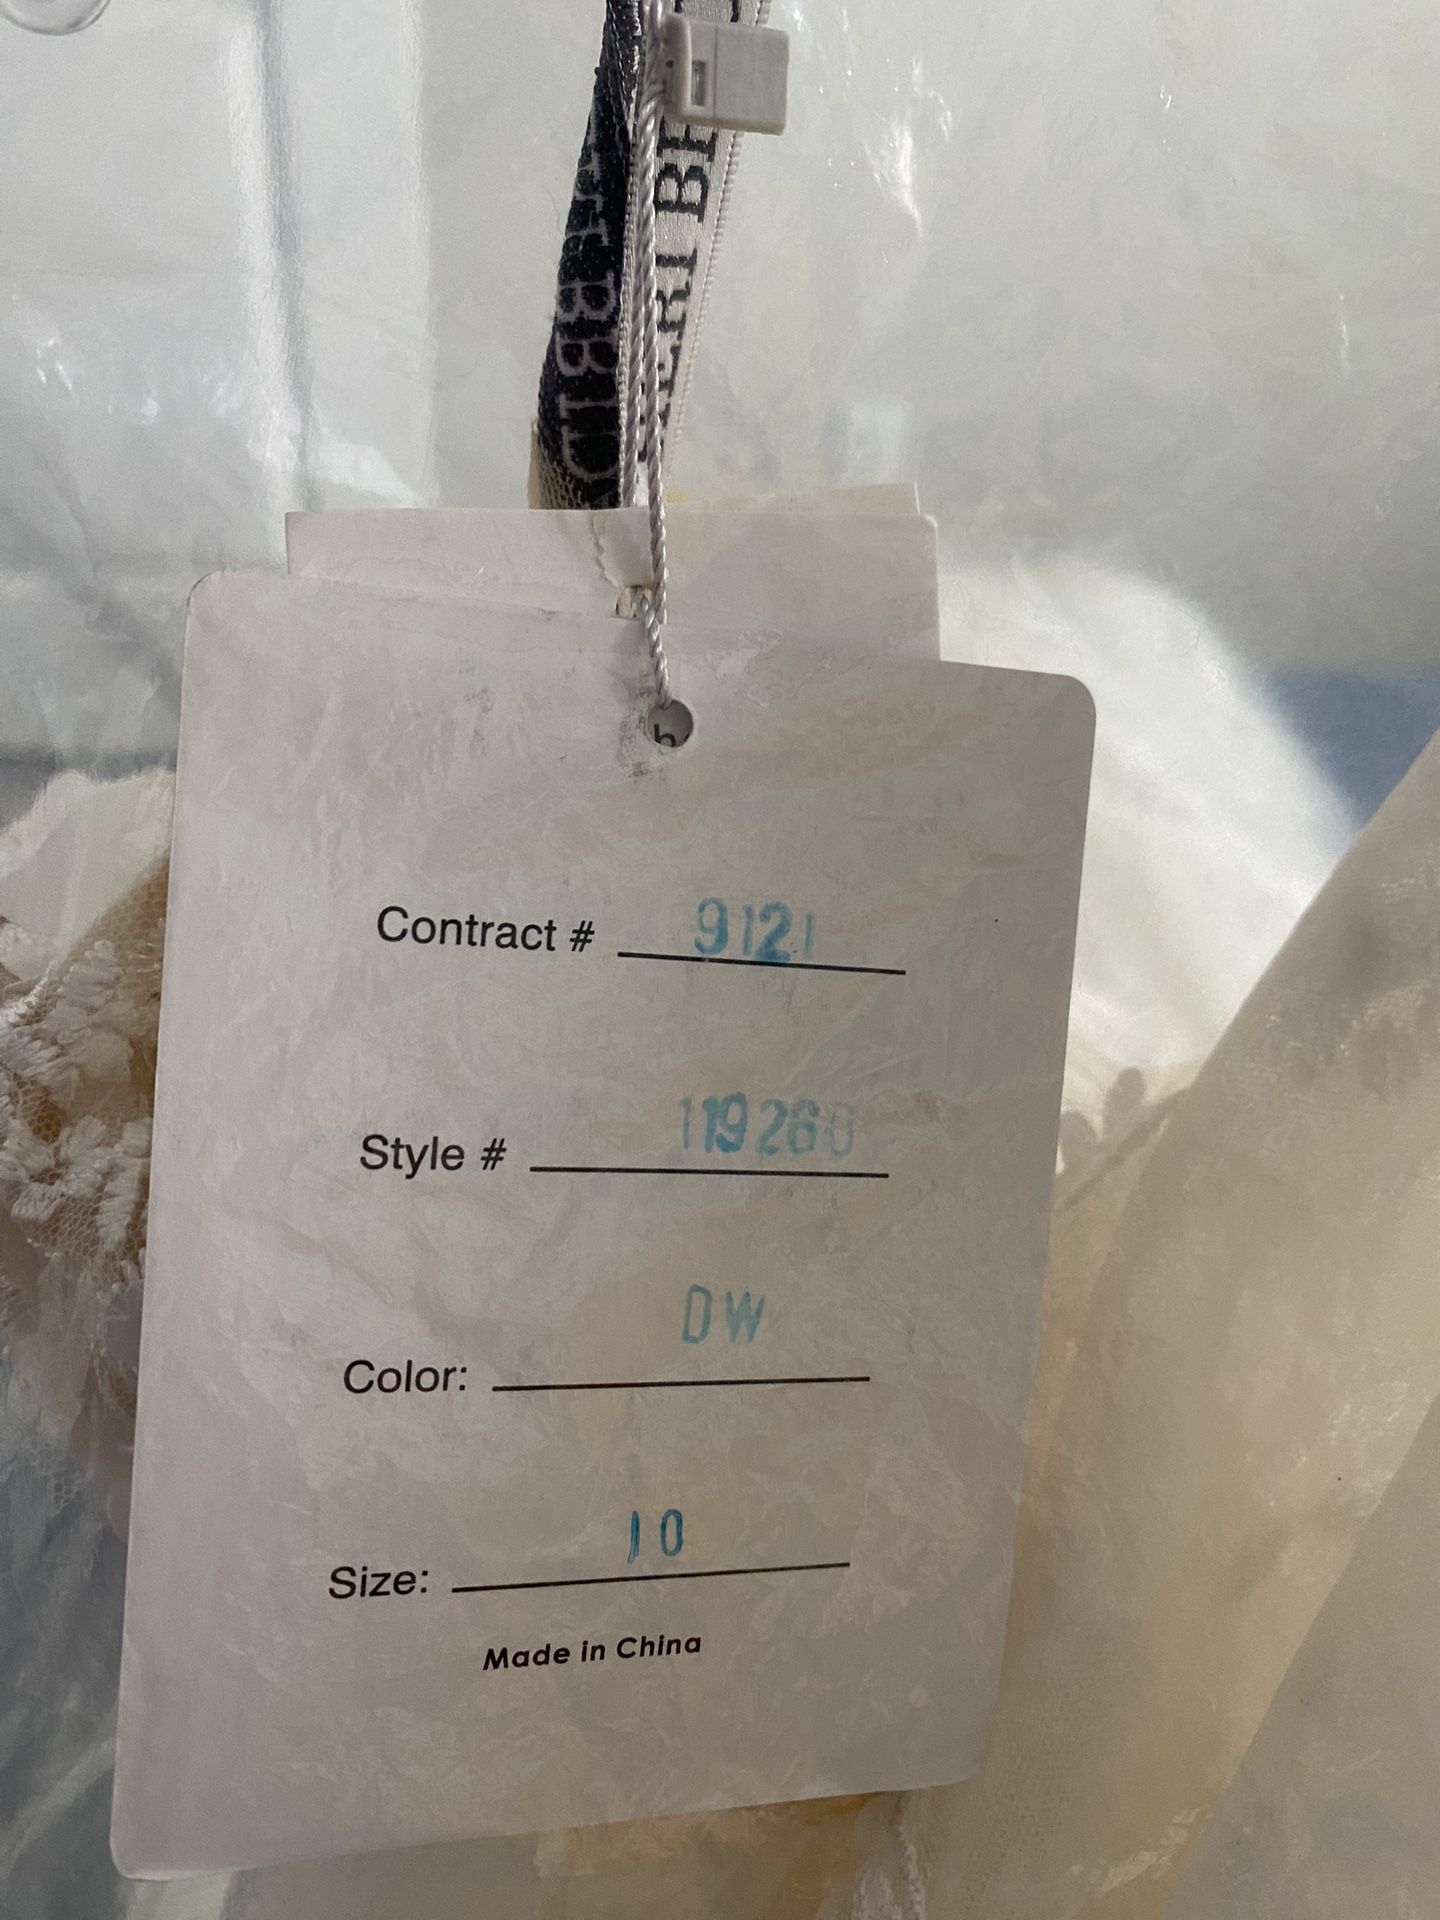 Contract # 9121
Style # 119260
Color: DW
Size: 10
Made in China